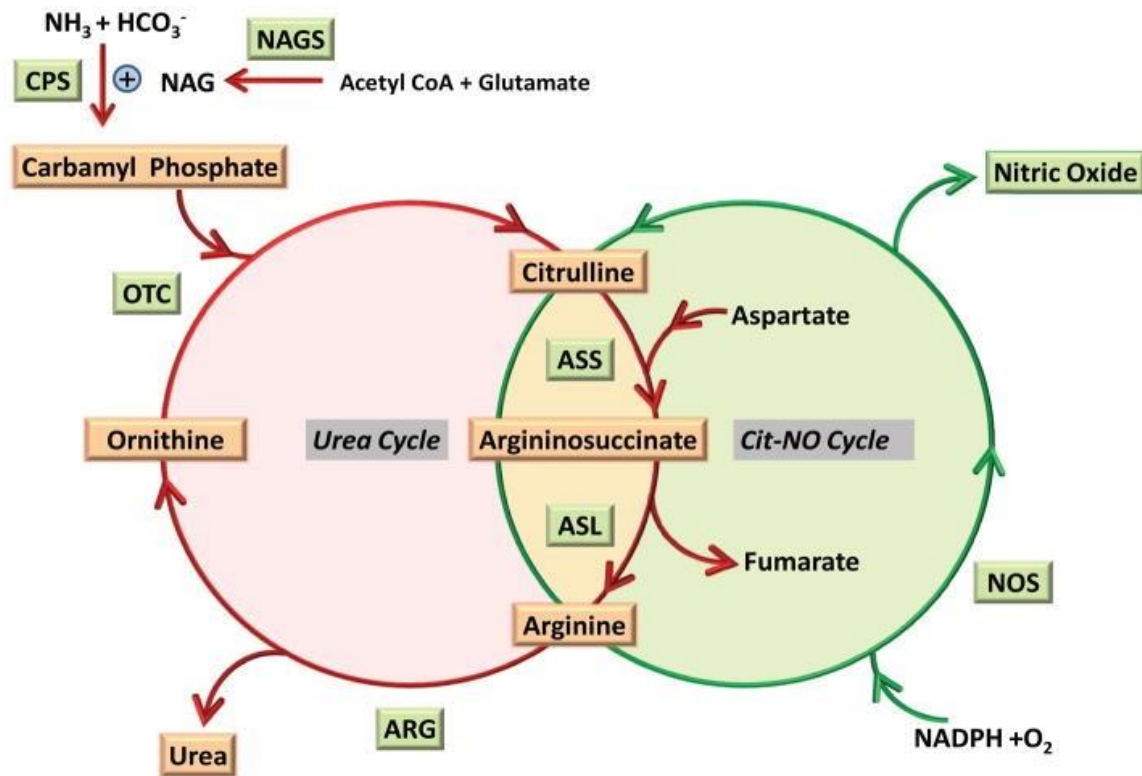 NH₃ + HCO₃⁻
NAGS
CPS
+
NAG
Acetyl CoA + Glutamate
Carbamyl Phosphate
Nitric Oxide
Citrulline
OTC
Aspartate
ASS
Ornithine
Urea Cycle
Argininosuccinate
Cit-NO Cycle
ASL
Fumarate
NOS
Arginine
ARG
Urea
NADPH +O₂